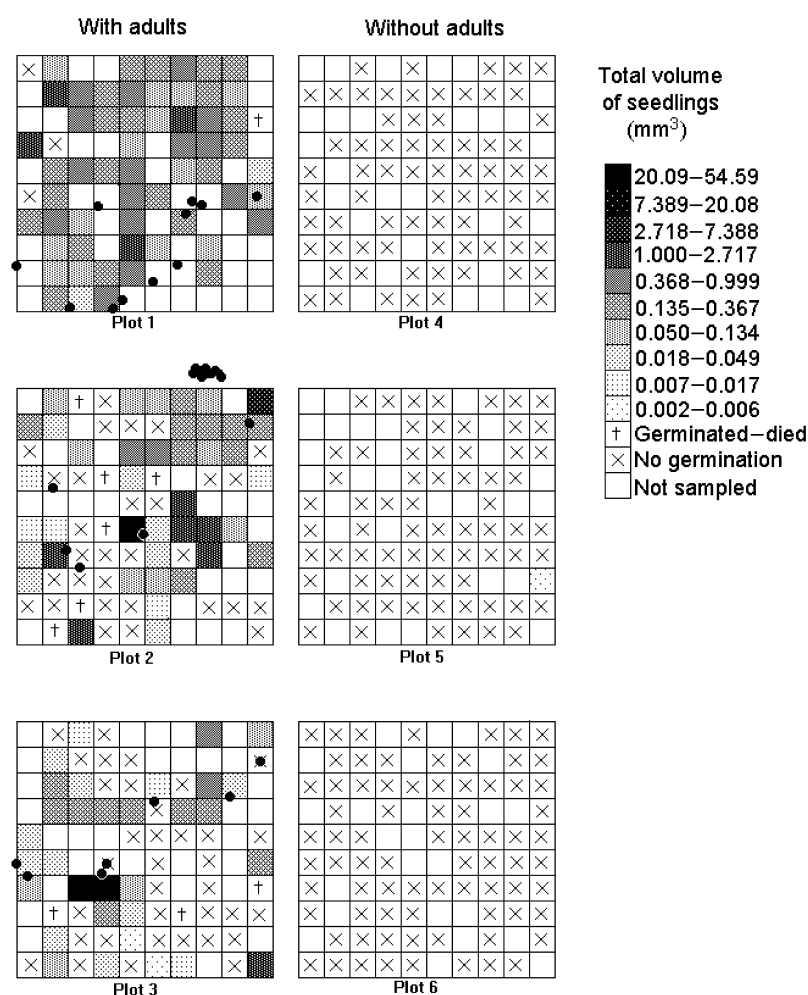 With adults
Without adults
Plot 1
Plot 4
Plot 2
Plot 5
Plot 3
Plot 6
Total volume
of seedlings
(mm³)
20.09–54.59
7.389–20.08
2.718–7.388
1.000–2.717
0.368–0.999
0.135–0.367
0.050–0.134
0.018–0.049
0.007–0.017
0.002–0.006
† Germinated–died
× No germination
Not sampled